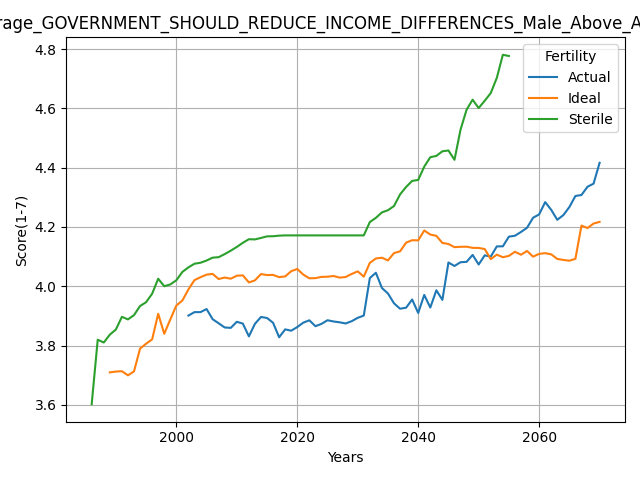 rage_GOVERNMENT_SHOULD_REDUCE_INCOME_DIFFERENCES_Male_Above_A
4.8
4.6
4.4
4.2
4.0
3.8
3.6
Score(1-7)
Fertility
Actual
Ideal
Sterile
2000
2020
2040
2060
Years